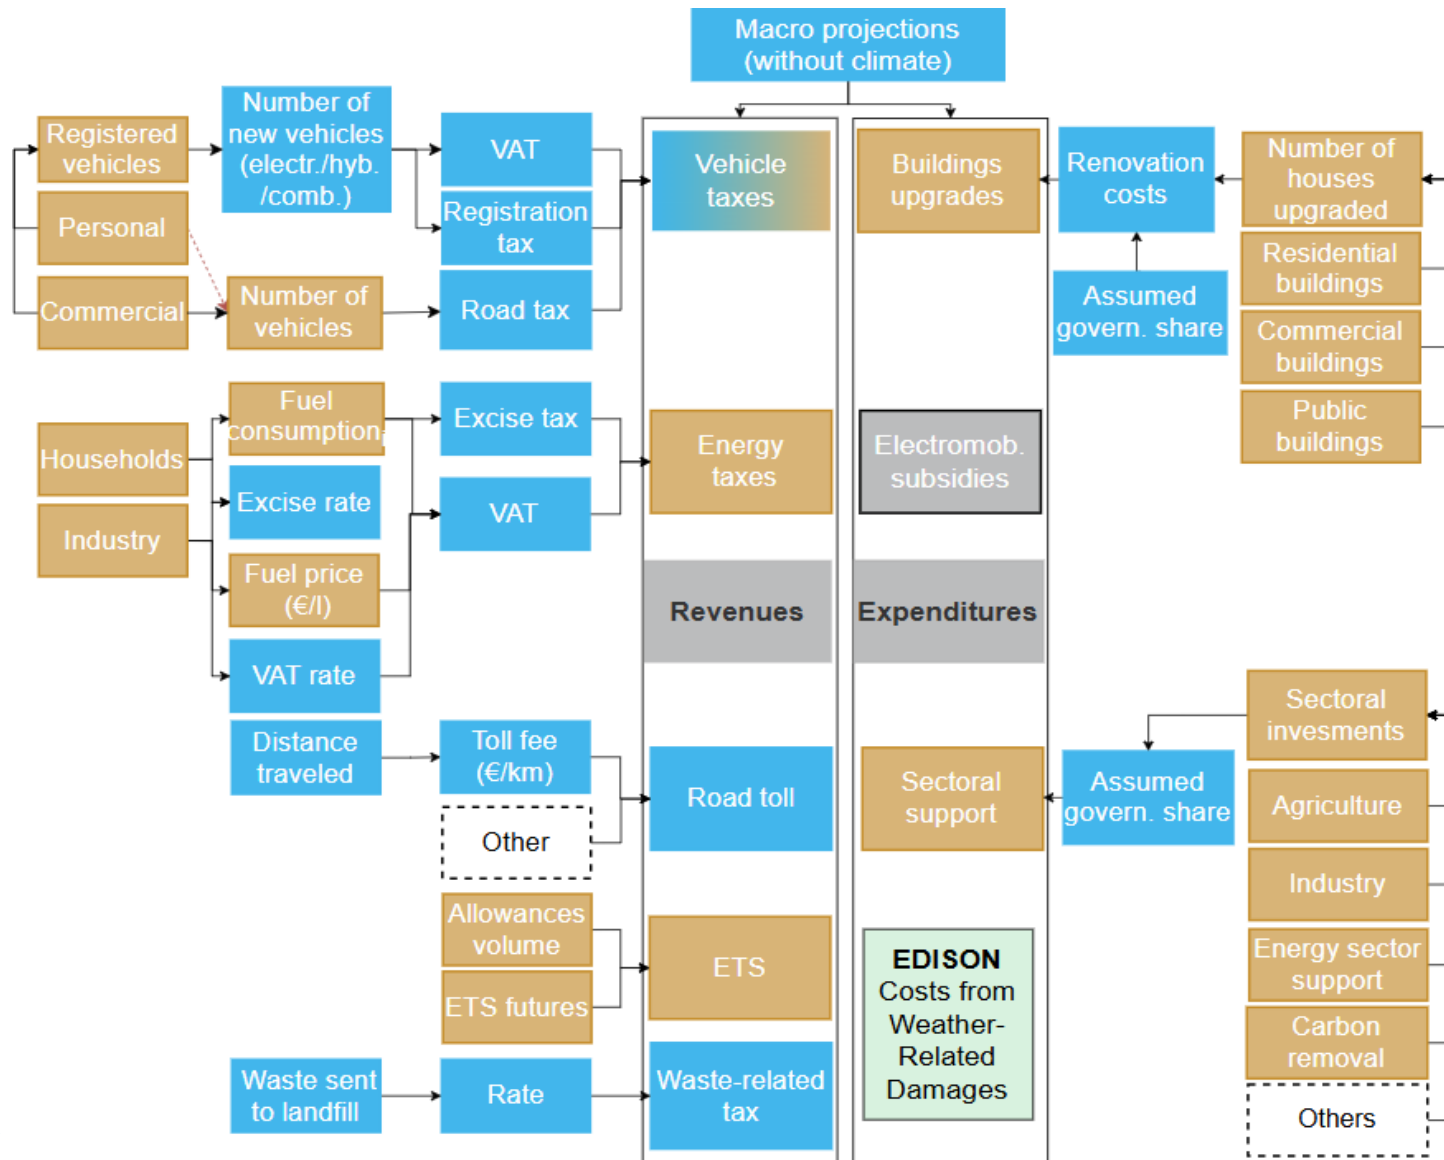 Macro projections
(without climate)
Registered
vehicles
Personal
Commercial
Number of
new vehicles
(electr./hyb.
/comb.)
Number of
vehicles
VAT
Registration
tax
Road tax
Vehicle
taxes
Buildings
upgrades
Renovation
costs
Assumed
govern. share
Number of
houses
upgraded
Residential
buildings
Commercial
buildings
Public
buildings
Households
Industry
Fuel
consumption
Excise rate
Fuel price
(€/l)
VAT rate
Excise tax
VAT
Energy
taxes
Electromob.
subsidies
Revenues
Expenditures
Distance
traveled
Toll fee
(€/km)
Other
Road toll
Sectoral
support
Assumed
govern. share
Sectoral
invesments
Agriculture
Industry
Energy sector
support
Carbon
removal
Others
Allowances
volume
ETS futures
ETS
EDISON
Costs from
Weather-
Related
Damages
Waste sent
to landfill
Rate
Waste-related
tax